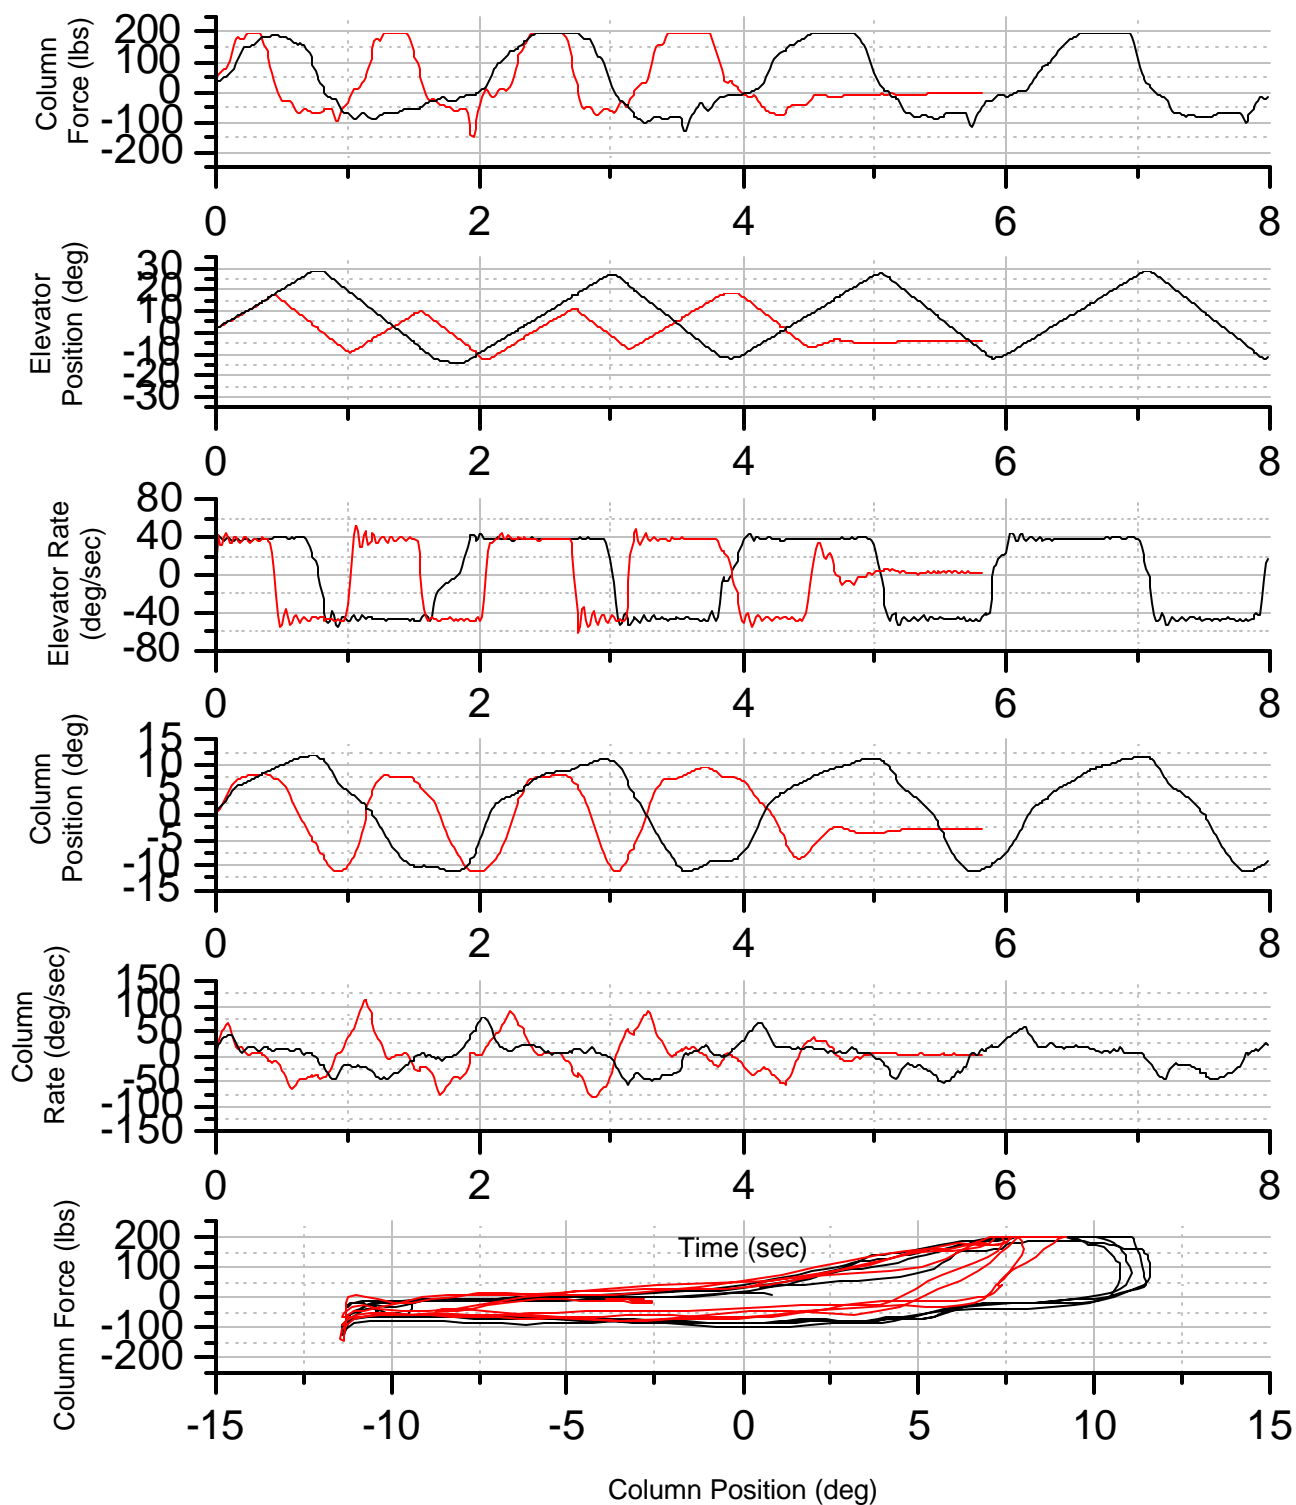 Column
Force (lbs)
200
100
0
-100
-200
0 2 4 6 8
Elevator
Position (deg)
30
20
10
0
-10
-20
-30
0 2 4 6 8
Elevator Rate
(deg/sec)
80
40
0
-40
-80
0 2 4 6 8
Column
Position (deg)
15
10
5
0
-5
-10
-15
0 2 4 6 8
Column
Rate (deg/sec)
150
100
50
0
-50
-100
-150
0 2 4 6 8
Column Force (lbs)
200
100
0
-100
-200
Time (sec)
-15 -10 -5 0 5 10 15
Column Position (deg)